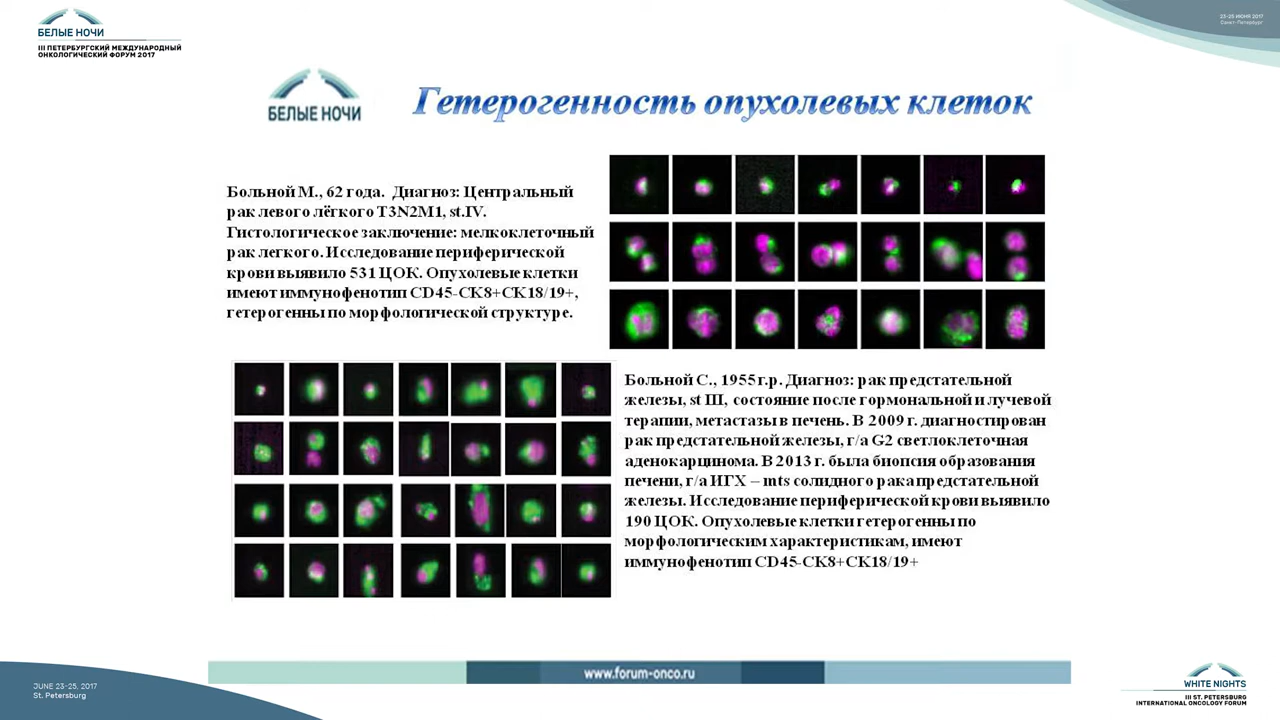 БЕЛЫЕ НОЧИ
III ПЕТЕРБУРГСКИЙ МЕЖДУНАРОДНЫЙ
ОНКОЛОГИЧЕСКИЙ ФОРУМ 2017
23-25 ИЮНЯ 2017
Санкт-Петербург
БЕЛЫЕ НОЧИ
Гетерогенность опухолевых клеток
Больной М., 62 года. Диагноз: Центральный
рак левого лёгкого T3N2M1, st.IV.
Гистологическое заключение: мелкоклеточный
рак легкого. Исследование периферической
крови выявило 531 ЦОК. Опухолевые клетки
имеют иммунофенотип CD45-CK8+CK18/19+,
гетерогенны по морфологической структуре.
Больной С., 1955 г.р. Диагноз: рак предстательной
железы, st III, состояние после гормональной и лучевой
терапии, метастазы в печень. В 2009 г. диагностирован
рак предстательной железы, г/а G2 светлоклеточная
аденокарцинома. В 2013 г. была биопсия образования
печени, г/а ИГХ – mts солидного рака предстательной
железы. Исследование периферической крови выявило
190 ЦОК. Опухолевые клетки гетерогенны по
морфологическим характеристикам, имеют
иммунофенотип CD45-CK8+CK18/19+
www.forum-onco.ru
JUNE 23-25, 2017
St. Petersburg
WHITE NIGHTS
III ST. PETERSBURG
INTERNATIONAL ONCOLOGY FORUM